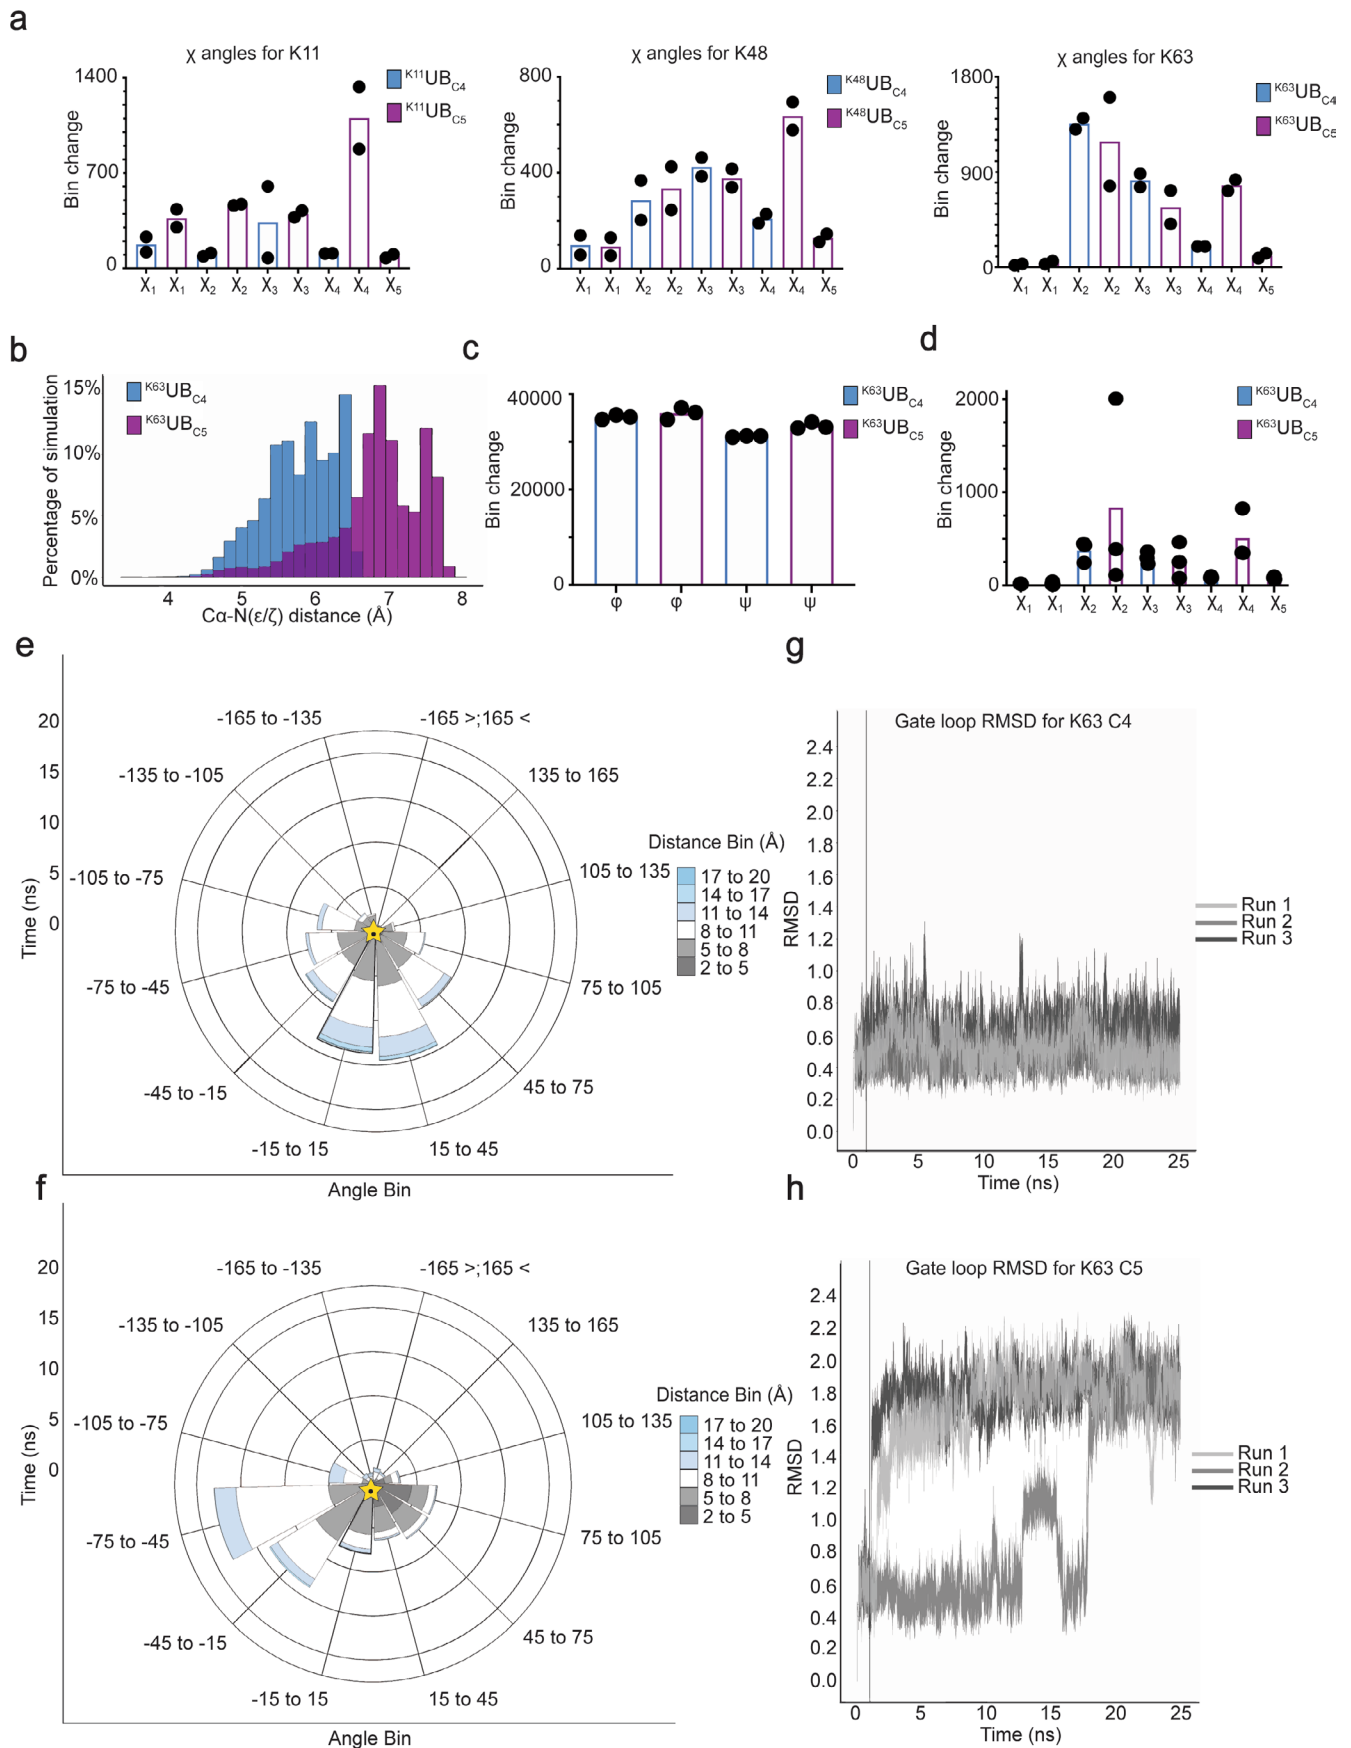 a
χ angles for K11
Bin change
1400
700
0
K11UBC4
K11UBC5
χ1 χ1 χ2 χ2 χ3 χ3 χ4 χ4 χ5
χ angles for K48
Bin change
800
400
0
K48UBC4
K48UBC5
χ1 χ1 χ2 χ2 χ3 χ3 χ4 χ4 χ5
χ angles for K63
Bin change
1800
900
0
K63UBC4
K63UBC5
χ1 χ1 χ2 χ2 χ3 χ3 χ4 χ4 χ5
b
Percentage of simulation
15%
10%
5%
0%
K63UBC4
K63UBC5
4 5 6 7 8
Cα-N(ε/ζ) distance (Å)
c
Bin change
40000
20000
0
K63UBC4
K63UBC5
φ φ ψ ψ
d
Bin change
2000
1000
0
K63UBC4
K63UBC5
χ1 χ1 χ2 χ2 χ3 χ3 χ4 χ4 χ5
e
Time (ns)
20
15
10
5
0
-165 to -135
-165 >;165 <
-135 to -105
135 to 165
-105 to -75
105 to 135
-75 to -45
75 to 105
-45 to -15
45 to 75
-15 to 15
15 to 45
Angle Bin
Distance Bin (Å)
17 to 20
14 to 17
11 to 14
8 to 11
5 to 8
2 to 5
g
Gate loop RMSD for K63 C4
RMSD
2.4
2.2
2.0
1.8
1.6
1.4
1.2
1.0
0.8
0.6
0.4
0.2
0.0
0 5 10 15 20 25
Time (ns)
Run 1
Run 2
Run 3
f
Time (ns)
20
15
10
5
0
-165 to -135
-165 >;165 <
-135 to -105
135 to 165
-105 to -75
105 to 135
-75 to -45
75 to 105
-45 to -15
45 to 75
-15 to 15
15 to 45
Angle Bin
Distance Bin (Å)
17 to 20
14 to 17
11 to 14
8 to 11
5 to 8
2 to 5
h
Gate loop RMSD for K63 C5
RMSD
2.4
2.2
2.0
1.8
1.6
1.4
1.2
1.0
0.8
0.6
0.4
0.2
0.0
0 5 10 15 20 25
Time (ns)
Run 1
Run 2
Run 3